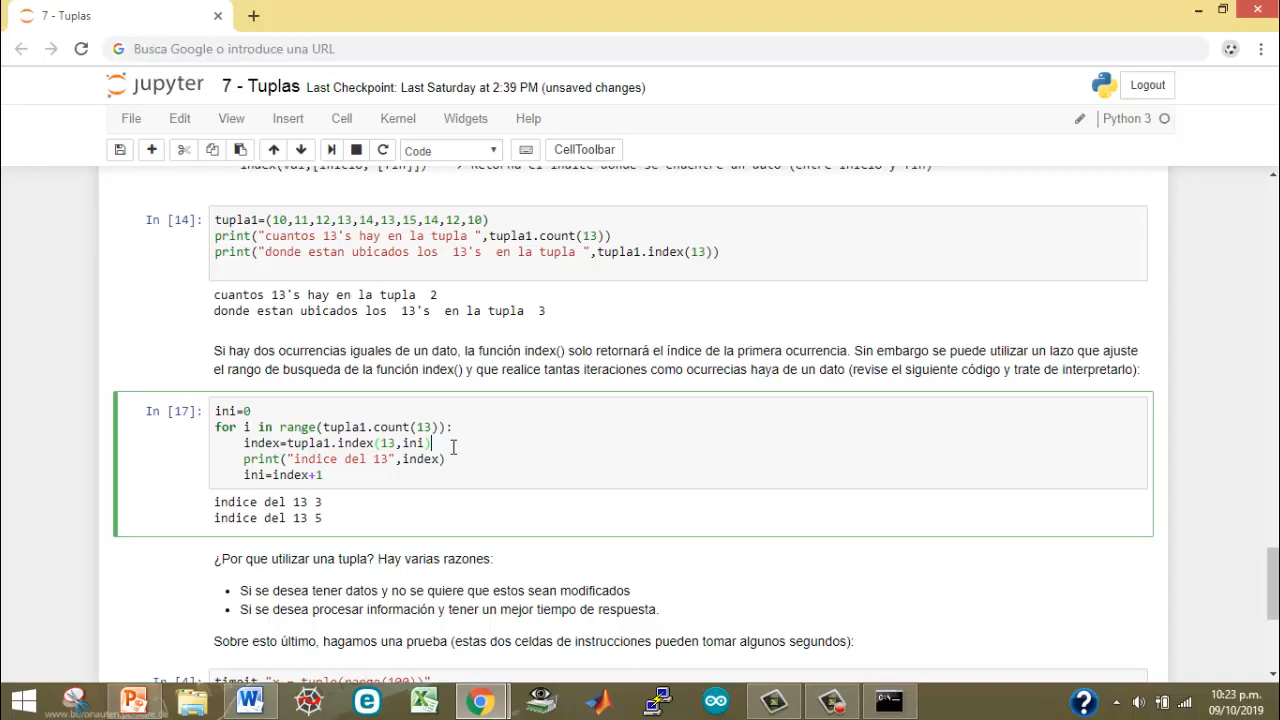 7 - Tuplas
Busca Google o introduce una URL
jupyter 7 - Tuplas Last Checkpoint: Last Saturday at 2:39 PM (unsaved changes)
Logout
File Edit View Insert Cell Kernel Widgets Help
Python 3
Code
CellToolbar
index(val,[inicio, [fin]])
In [14]:
tupla1=(10,11,12,13,14,13,15,14,12,10)
print("cuantos 13's hay en la tupla ",tupla1.count(13))
print("donde estan ubicados los  13's  en la tupla ",tupla1.index(13))
cuantos 13's hay en la tupla  2
donde estan ubicados los  13's  en la tupla  3
Si hay dos ocurrencias iguales de un dato, la función index() solo retornará el índice de la primera ocurrencia. Sin embargo se puede utilizar un lazo que ajuste
el rango de busqueda de la función index() y que realice tantas iteraciones como ocurrecias haya de un dato (revise el siguiente código y trate de interpretarlo):
In [17]:
ini=0
for i in range(tupla1.count(13)):
    index=tupla1.index(13,ini)
    print("indice del 13",index)
    ini=index+1
indice del 13 3
indice del 13 5
¿Por que utilizar una tupla? Hay varias razones:
• Si se desea tener datos y no se quiere que estos sean modificados
• Si se desea procesar información y tener un mejor tiempo de respuesta.
Sobre esto último, hagamos una prueba (estas dos celdas de instrucciones pueden tomar algunos segundos):
In [4]:
timeit "x = tuple(range(100))"
10:23 p.m.
09/10/2019